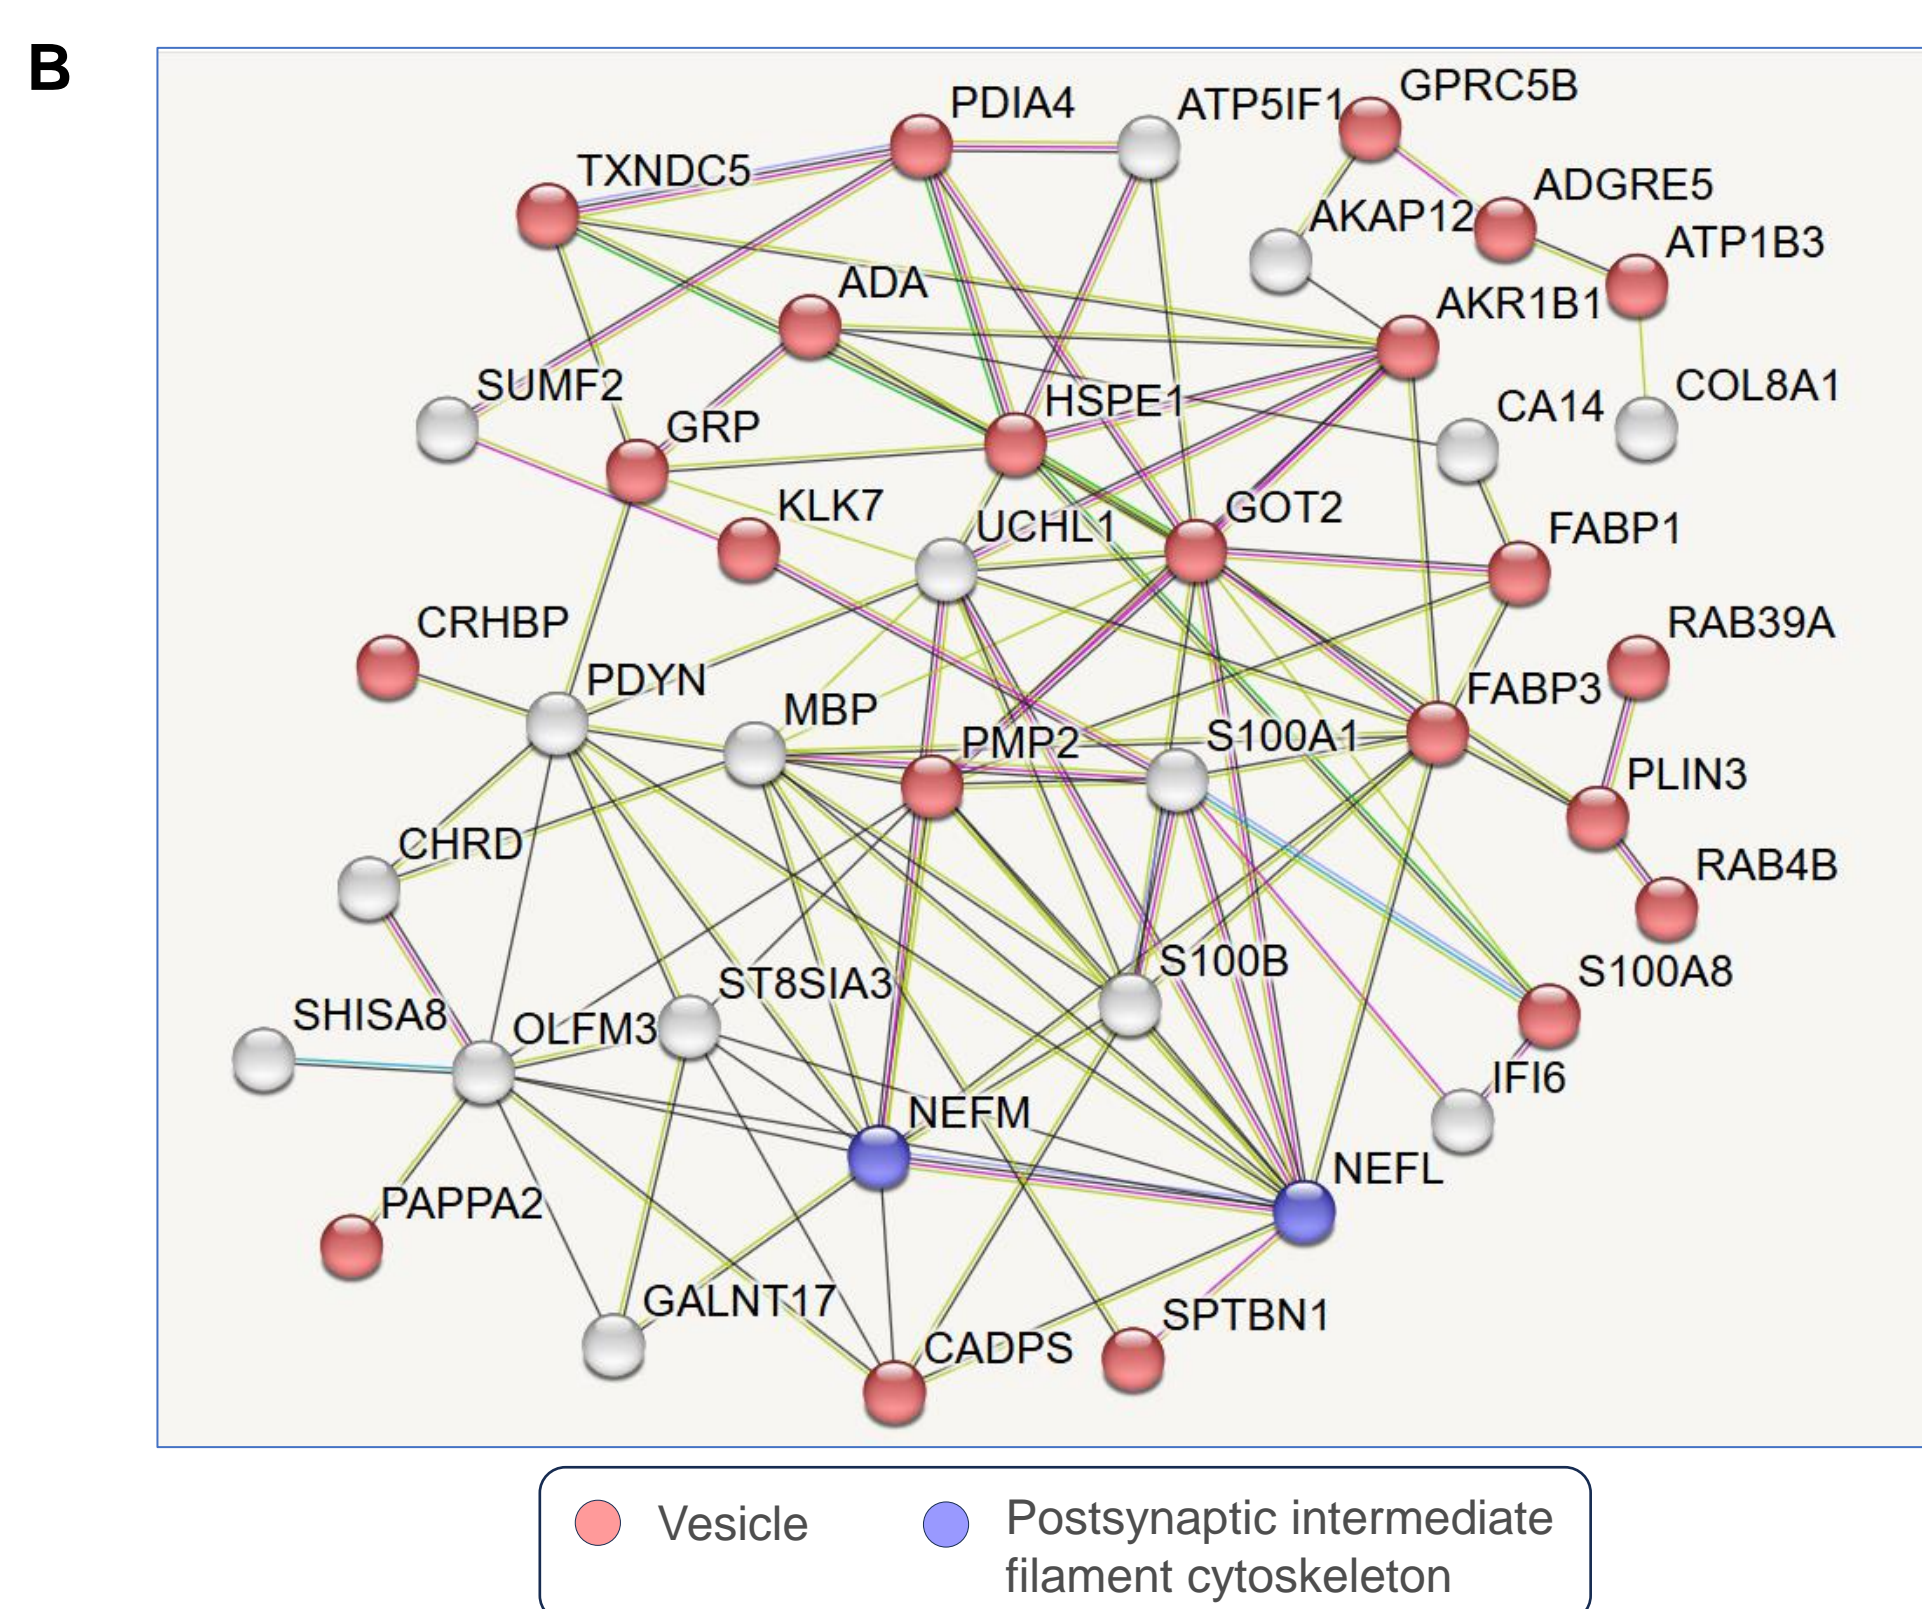 B
GPRC5B
PDIA4
ATP5IF1
TXNDC5
ADGRE5
AKAP12
ATP1B3
ADA
AKR1B1
SUMF2
HSPE1
COL8A1
CA14
GRP
KLK7
GOT2
UCHL1
FABP1
CRHBP
RAB39A
PDYN
FABP3
MBP
PMP2
S100A1
PLIN3
CHRD
RAB4B
S100B
S100A8
ST8SIA3
SHISA8
OLFM3
IFI6
NEFM
NEFL
PAPPA2
GALNT17
SPTBN1
CADPS
Vesicle
Postsynaptic intermediate
filament cytoskeleton